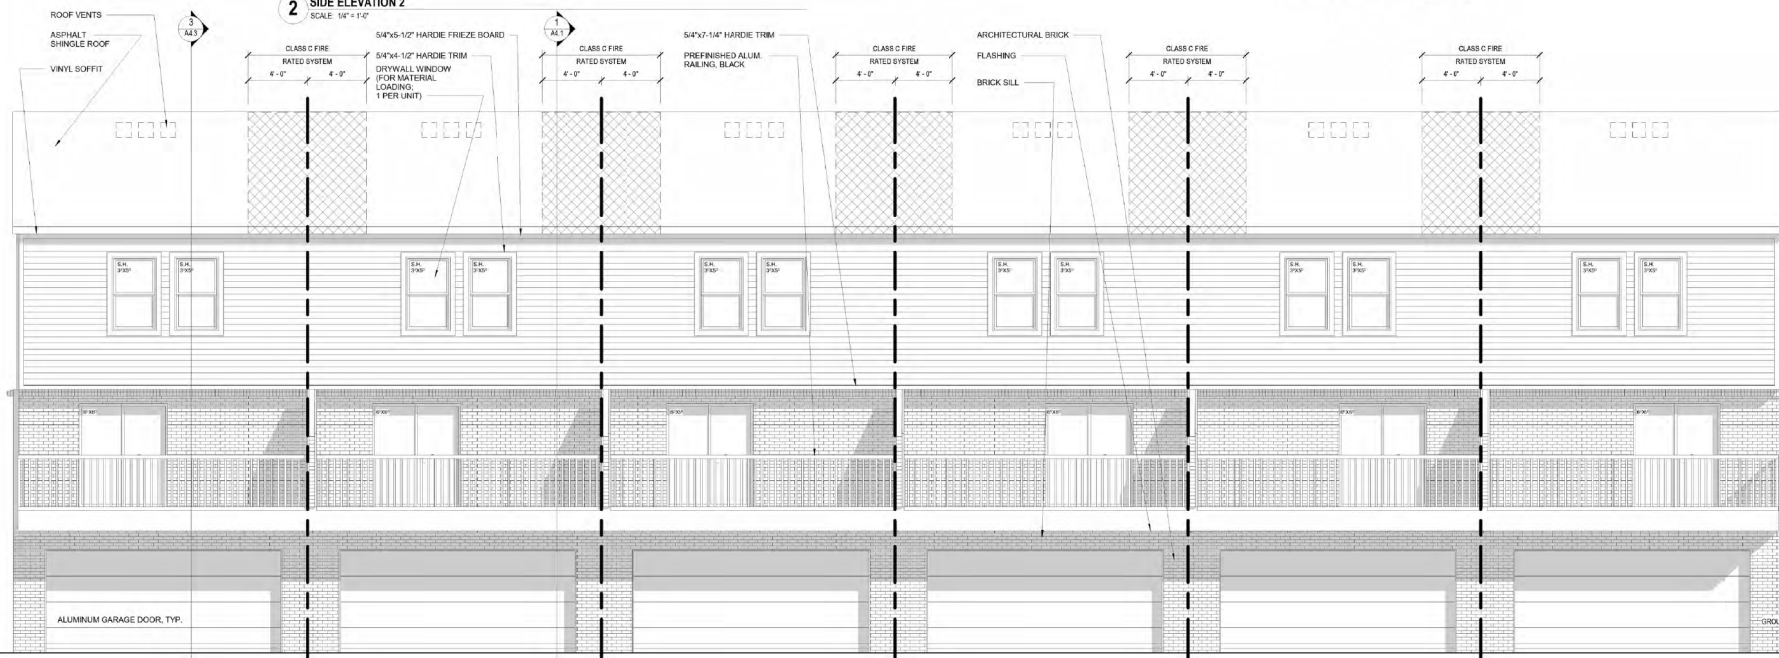 2 SIDE ELEVATION 2
SCALE: 1/4" = 1'-0"
ROOF VENTS
ASPHALT
SHINGLE ROOF
VINYL SOFFIT
3
A4.3
CLASS C FIRE
RATED SYSTEM
4' - 0" 4' - 0"
5/4"x5-1/2" HARDIE FRIEZE BOARD
5/4"x4-1/2" HARDIE TRIM
DRYWALL WINDOW
(FOR MATERIAL
LOADING;
1 PER UNIT)
1
A4.1
CLASS C FIRE
RATED SYSTEM
4' - 0" 4' - 0"
5/4"x7-1/4" HARDIE TRIM
PREFINISHED ALUM.
RAILING, BLACK
CLASS C FIRE
RATED SYSTEM
4' - 0" 4' - 0"
ARCHITECTURAL BRICK
FLASHING
BRICK SILL
CLASS C FIRE
RATED SYSTEM
4' - 0" 4' - 0"
CLASS C FIRE
RATED SYSTEM
4' - 0" 4' - 0"
S.H.
S.H.
S.H.
S.H.
S.H.
S.H.
S.H.
S.H.
S.H.
S.H.
S.H.
S.H.
ALUMINUM GARAGE DOOR, TYP.